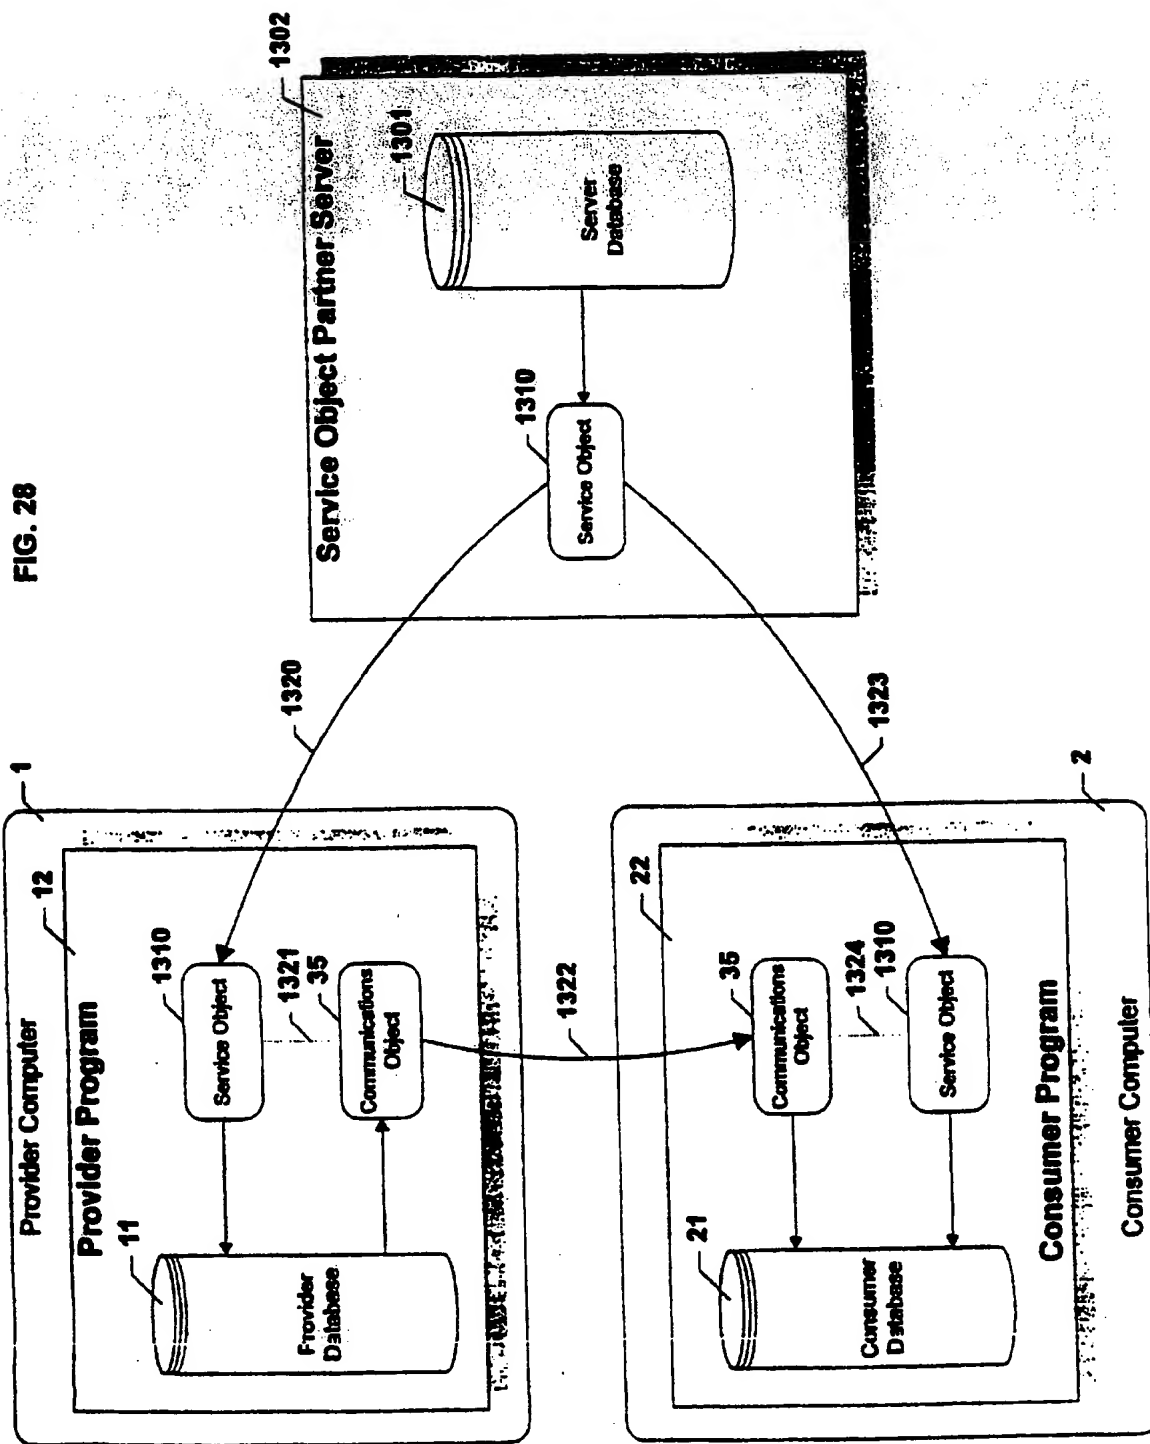 FIG. 28
Provider Computer
1
Provider Program
12
11
Provider
Database
1310
Service Object
1321
35
Communications
Object
1320
1322
Service Object Partner Server
1302
1301
Server
Database
1310
Service Object
1323
2
22
21
Consumer
Database
35
Communications
Object
1324
1310
Service Object
Consumer Program
Consumer Computer